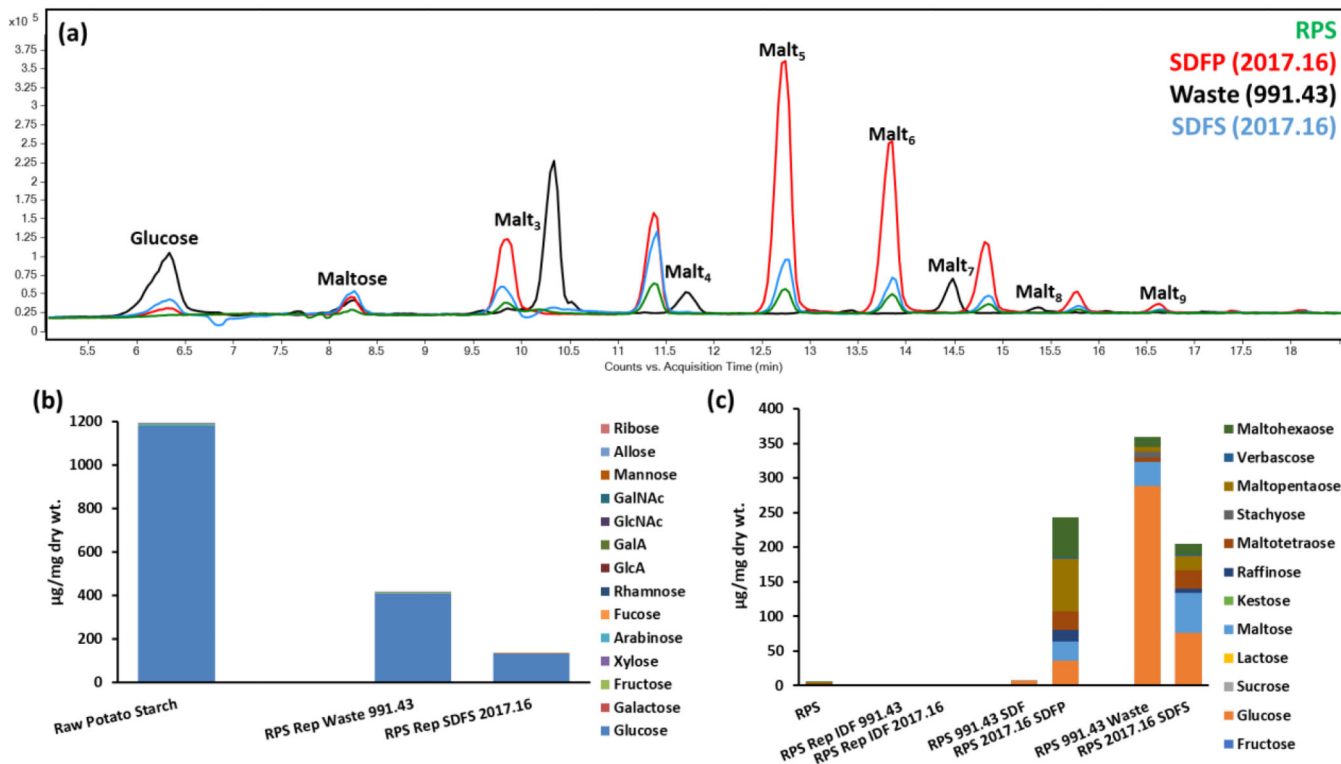 ×10 5
(a)
RPS
SDFP (2017.16)
Waste (991.43)
SDFS (2017.16)
3.75
3.5
3.25
3
2.75
2.5
2.25
2
1.75
1.5
1.25
1
0.75
0.5
0.25
0
Glucose
Maltose
Malt3
Malt4
Malt5
Malt6
Malt7
Malt8
Malt9
5.5 6 6.5 7 7.5 8 8.5 9 9.5 10 10.5 11 11.5 12 12.5 13 13.5 14 14.5 15 15.5 16 16.5 17 17.5 18
Counts vs. Acquisition Time (min)
(b)
µg/mg dry wt.
1200
1000
800
600
400
200
0
Raw Potato Starch
RPS Rep Waste 991.43
RPS Rep SDFS 2017.16
Ribose
Allose
Mannose
GalNAc
GlcNAc
GalA
GlcA
Rhamnose
Fucose
Arabinose
Xylose
Fructose
Galactose
Glucose
(c)
µg/mg dry wt.
400
350
300
250
200
150
100
50
0
RPS
RPS Rep IDF 991.43
RPS Rep IDF 2017.16
RPS 991.43 SDF
RPS 2017.16 SDFP
RPS 991.43 Waste
RPS 2017.16 SDFS
Maltohexaose
Verbascose
Maltopentaose
Stachyose
Maltotetraose
Raffinose
Kestose
Maltose
Lactose
Sucrose
Glucose
Fructose